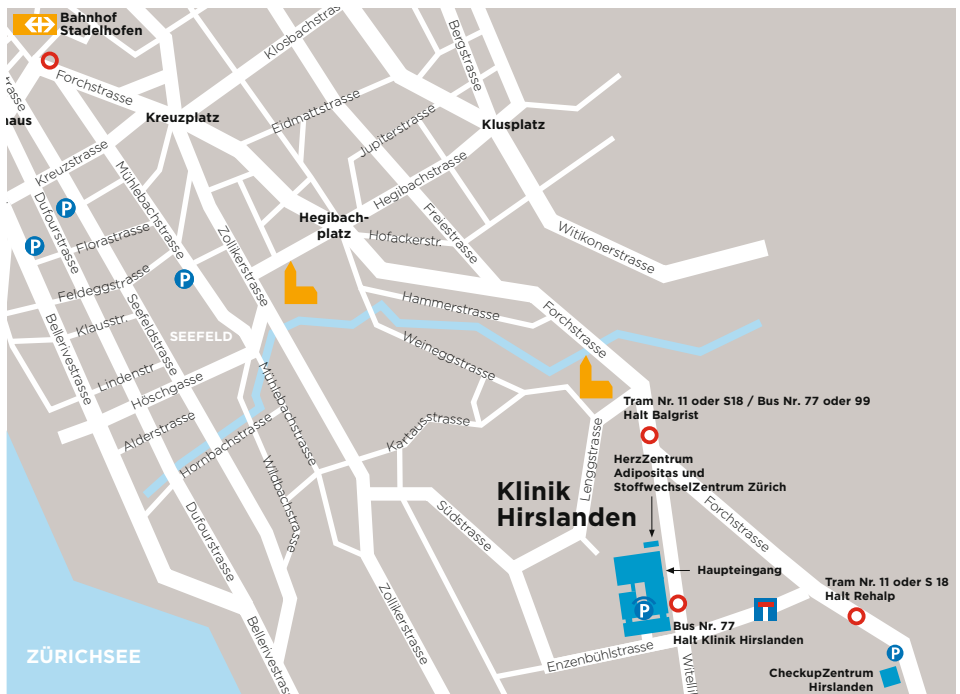 Bahnhof
Stadelhofen
Forchstrasse
Klosbachstrasse
Bergstrasse
strasse
haus
Kreuzplatz
Eidmattstrasse
Jupiterstrasse
Klusplatz
Kreuzstrasse
Mühlebachstrasse
Hegibachstrasse
Dufourstrasse
P
P
Florastrasse
Zollikerstrasse
Hegibach-
platz
Hofackerstr.
Freiestrasse
Witikonerstrasse
Feldeggstrasse
P
Hammerstrasse
Forchstrasse
Bellerivestrasse
Klausstr.
Seefeldstrasse
SEEFELD
Weineggstrasse
Lindenstr
Höschgasse
Mühlebachstrasse
Tram Nr. 11 oder S18 / Bus Nr. 77 oder 99
Halt Balgrist
Alderstrasse
Hornbachstrasse
Kartausstrasse
Lenggstrasse
HerzZentrum
Adipositas und
StoffwechselZentrum Zürich
Wildbachstrasse
Klinik
Hirslanden
Südstrasse
Forchstrasse
Dufourstrasse
Haupteingang
Tram Nr. 11 oder S 18
Halt Rehalp
P
Zollikerstrasse
Bus Nr. 77
Halt Klinik Hirslanden
Bellerivestrasse
ZÜRICHSEE
Enzenbühlstrasse
P
Witelli
CheckupZentrum
Hirslanden